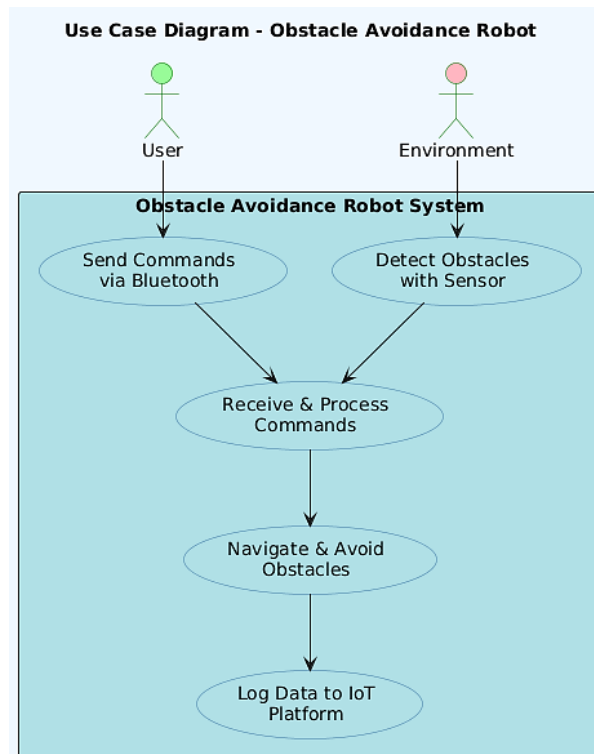 Use Case Diagram - Obstacle Avoidance Robot
User
Environment
Obstacle Avoidance Robot System
Send Commands
via Bluetooth
Detect Obstacles
with Sensor
Receive & Process
Commands
Navigate & Avoid
Obstacles
Log Data to IoT
Platform